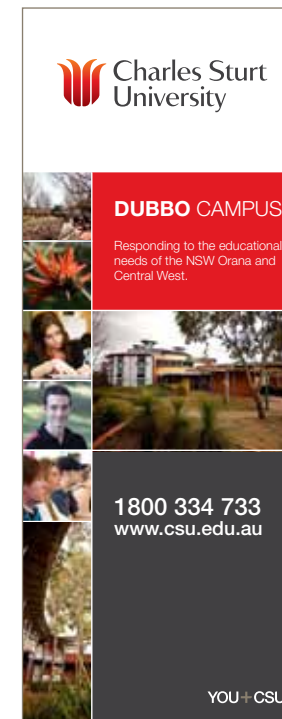 Charles Sturt
University
DUBBO CAMPUS
Responding to the educational
needs of the NSW Orana and
Central West.
1800 334 733
www.csu.edu.au
YOU+CSU